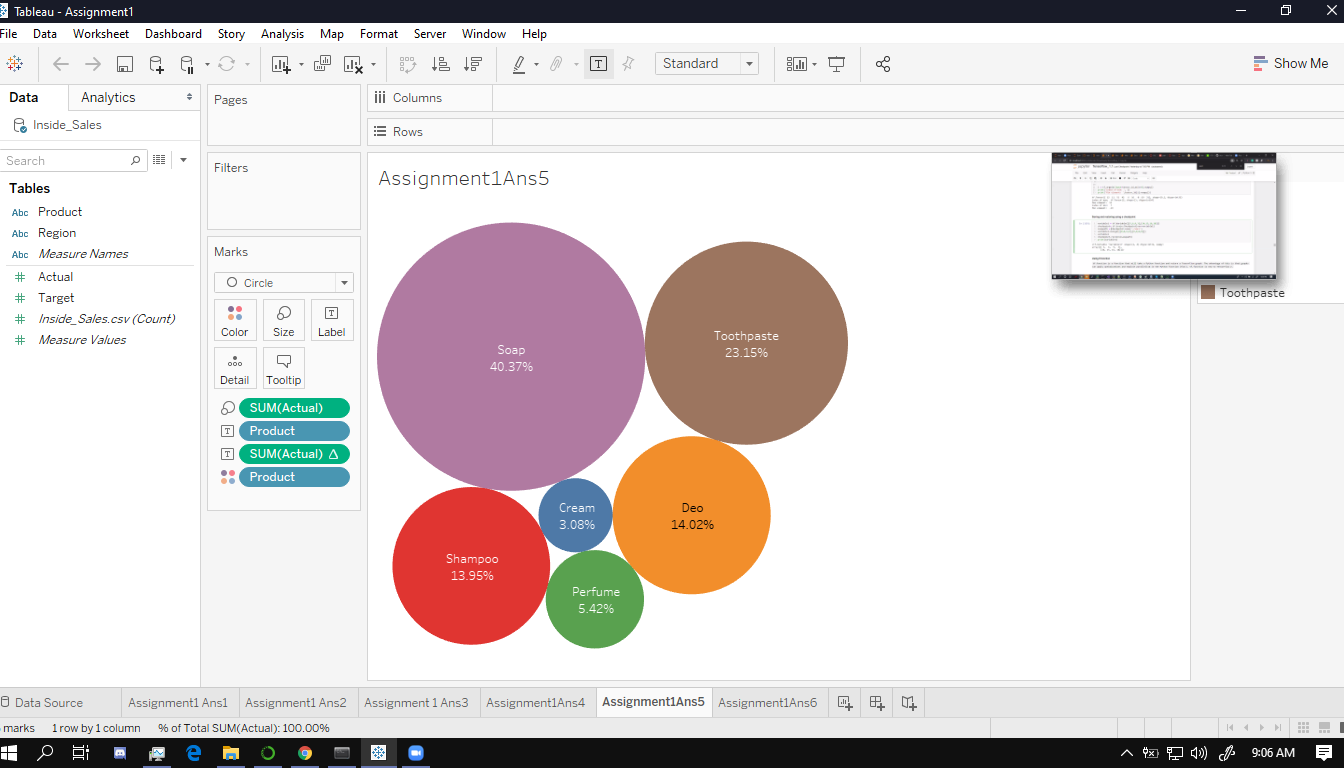 Tableau - Assignment1
File Data Worksheet Dashboard Story Analysis Map Format Server Window Help
Standard
Show Me
Data
Analytics
Pages
Columns
Inside_Sales
Rows
Search
Filters
Assignment1Ans5
Tables
Abc Product
Abc Region
Abc Measure Names
# Actual
# Target
# Inside_Sales.csv (Count)
# Measure Values
Marks
Circle
Color Size Label
Detail Tooltip
SUM(Actual)
Product
SUM(Actual) Δ
Product
Soap
40.37%
Toothpaste
23.15%
Cream
3.08%
Deo
14.02%
Shampoo
13.95%
Perfume
5.42%
Toothpaste
Data Source Assignment1 Ans1 Assignment1 Ans2 Assignment 1 Ans3 Assignment1Ans4 Assignment1Ans5 Assignment1Ans6
marks 1 row by 1 column % of Total SUM(Actual): 100.00%
9:06 AM